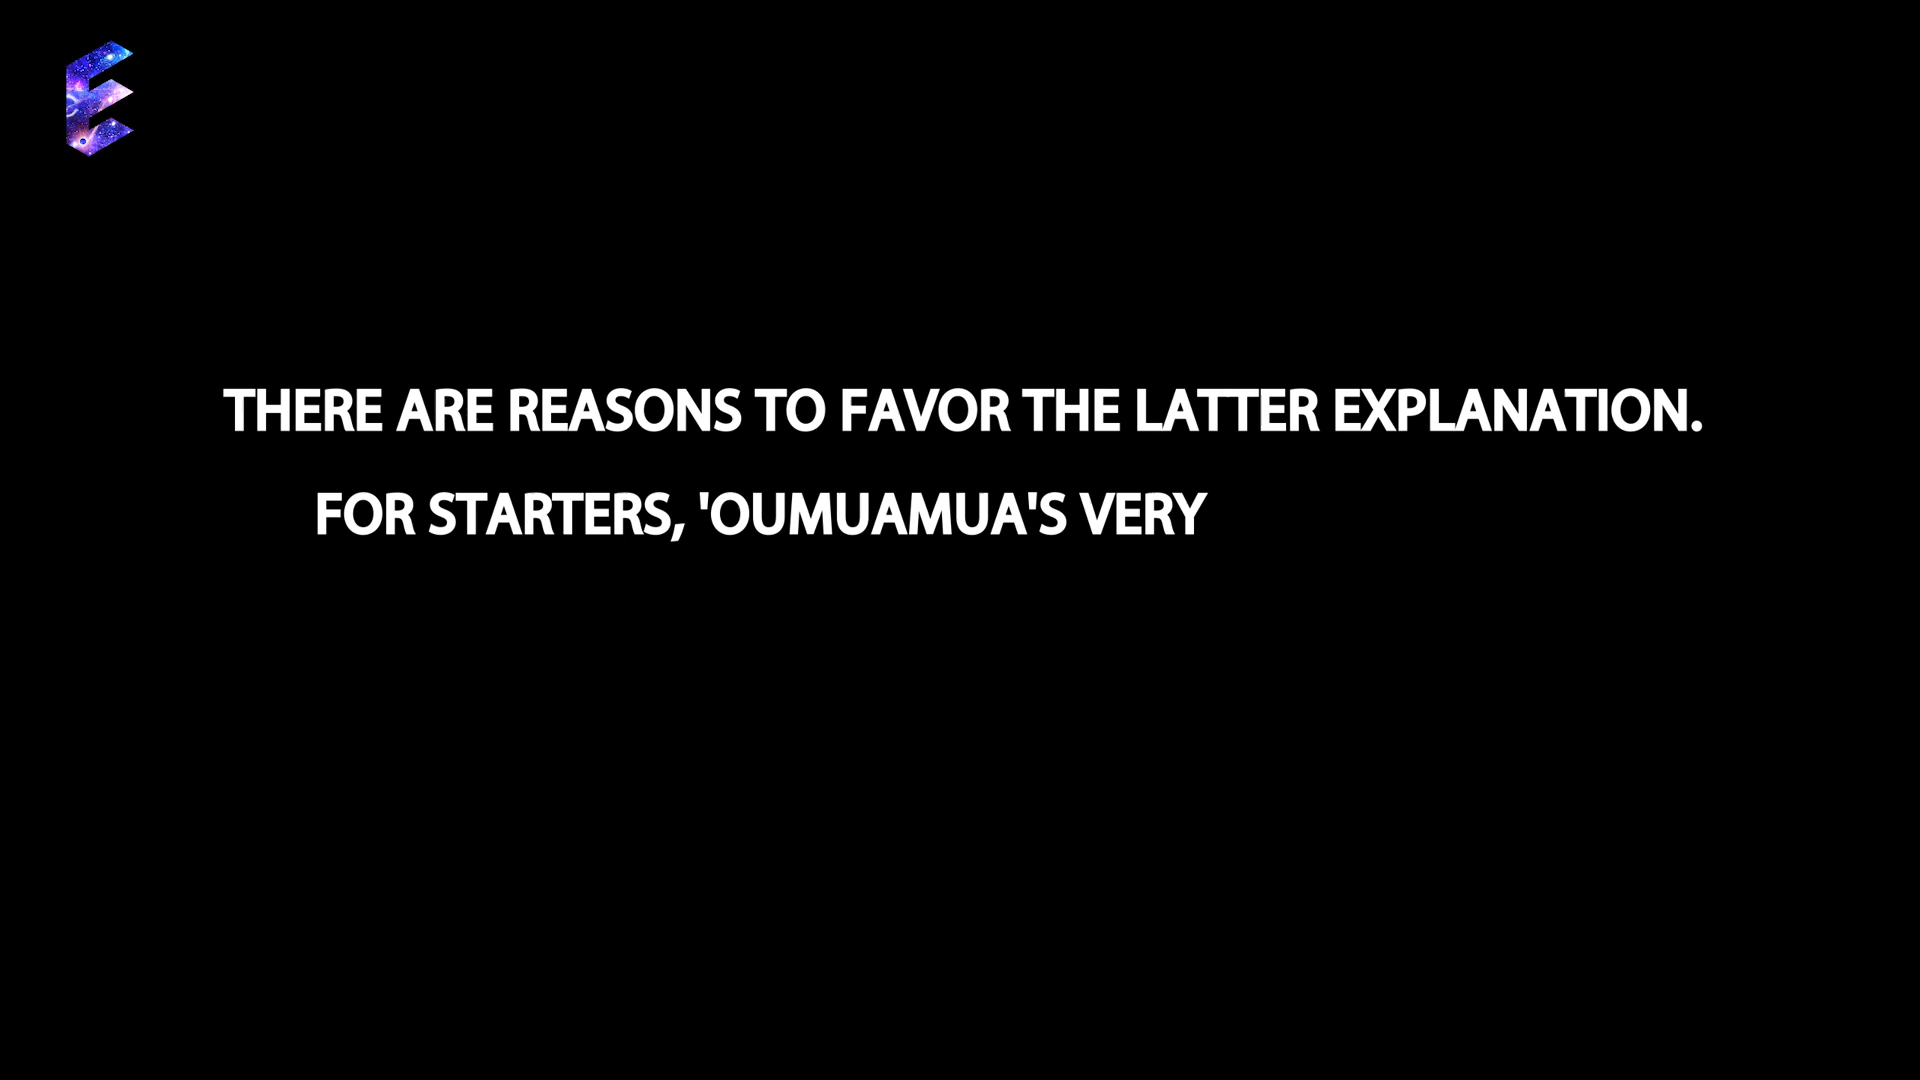 THERE ARE REASONS TO FAVOR THE LATTER EXPLANATION.
FOR STARTERS, 'OUMUAMUA'S VERY